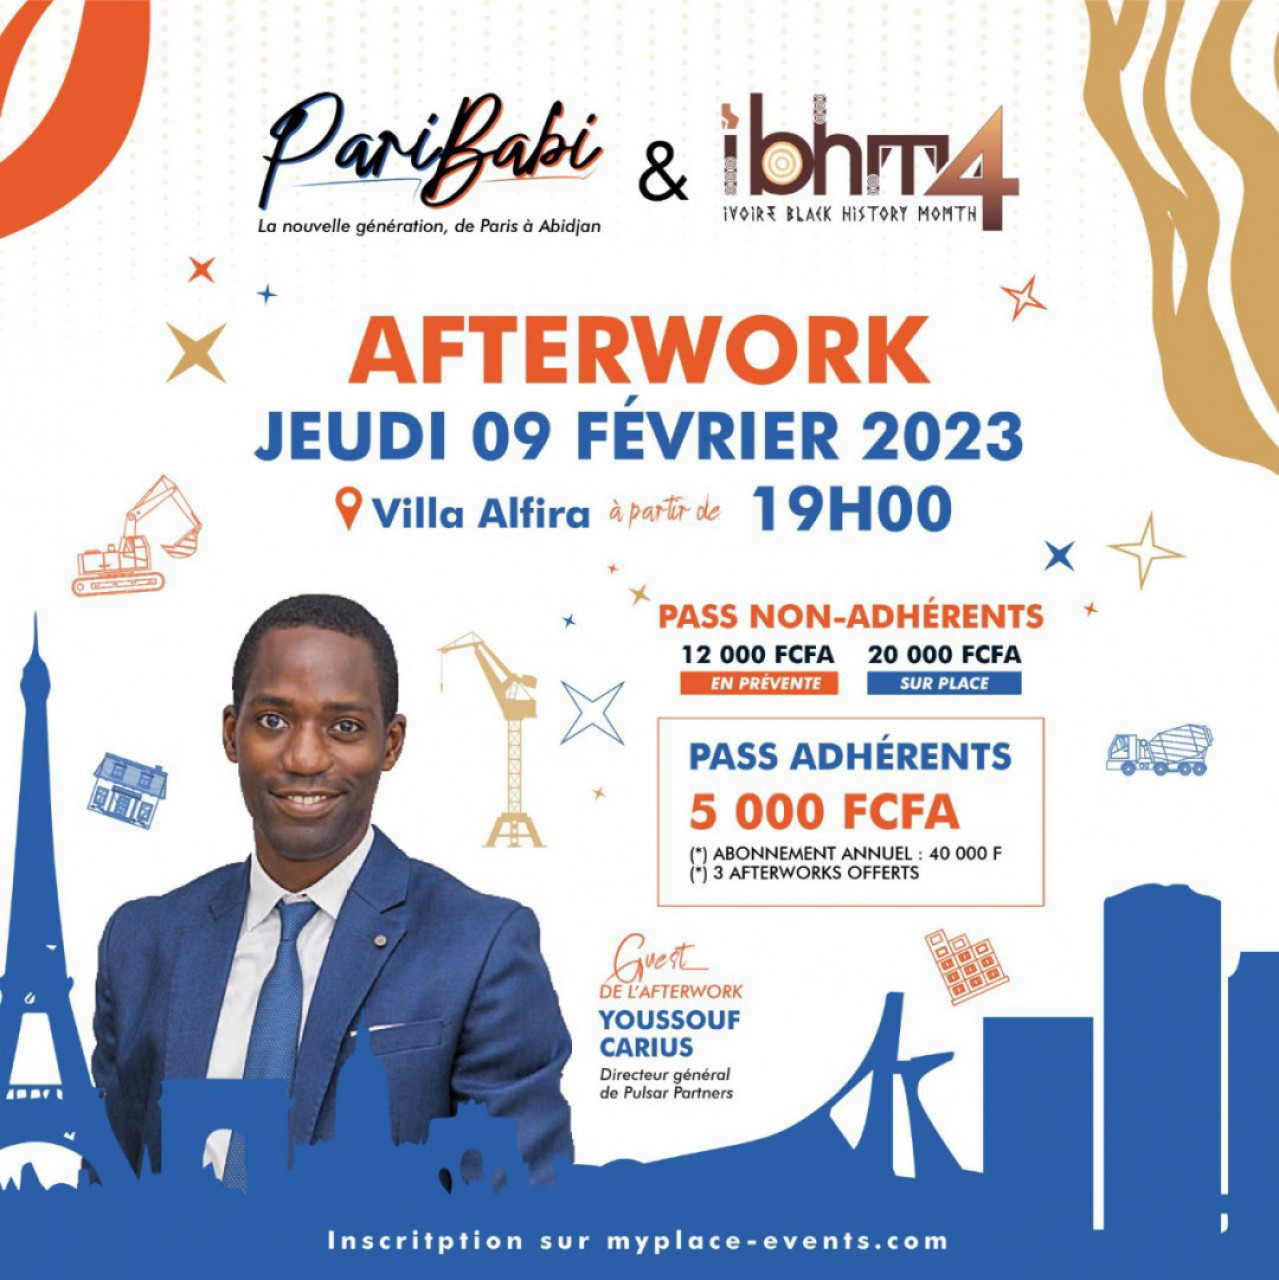 PariBabi
La nouvelle génération, de Paris à Abidjan
&
ibhm4
IVOIRE BLACK HISTORY MOMTH
AFTERWORK
JEUDI 09 FÉVRIER 2023
Villa Alfira à partir de 19H00
PASS NON-ADHÉRENTS
12 000 FCFA 20 000 FCFA
EN PRÉVENTE SUR PLACE
PASS ADHÉRENTS
5 000 FCFA
(*) ABONNEMENT ANNUEL : 40 000 F
(*) 3 AFTERWORKS OFFERTS
Guest
DE L'AFTERWORK
YOUSSOUF
CARIUS
Directeur général
de Pulsar Partners
Inscritption sur myplace-events.com